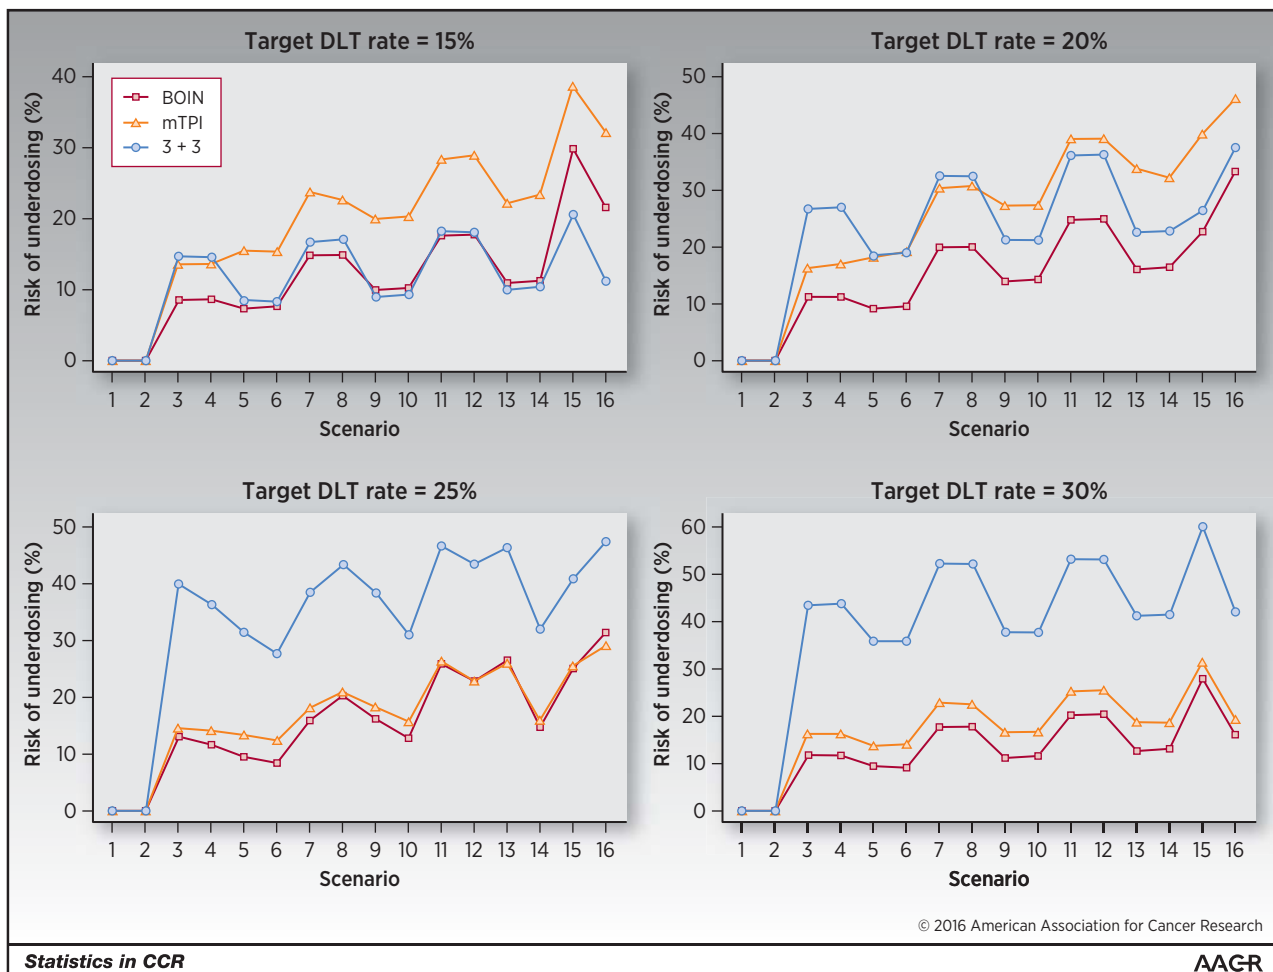 Target DLT rate = 15%
Risk of underdosing (%)
40
30
20
10
0
BOIN
mTPI
3 + 3
1 2 3 4 5 6 7 8 9 10 11 12 13 14 15 16
Scenario
Target DLT rate = 20%
Risk of underdosing (%)
50
40
30
20
10
0
1 2 3 4 5 6 7 8 9 10 11 12 13 14 15 16
Scenario
Target DLT rate = 25%
Risk of underdosing (%)
50
40
30
20
10
0
1 2 3 4 5 6 7 8 9 10 11 12 13 14 15 16
Scenario
Target DLT rate = 30%
Risk of underdosing (%)
60
50
40
30
20
10
0
1 2 3 4 5 6 7 8 9 10 11 12 13 14 15 16
Scenario
© 2016 American Association for Cancer Research
Statistics in CCR
AACR